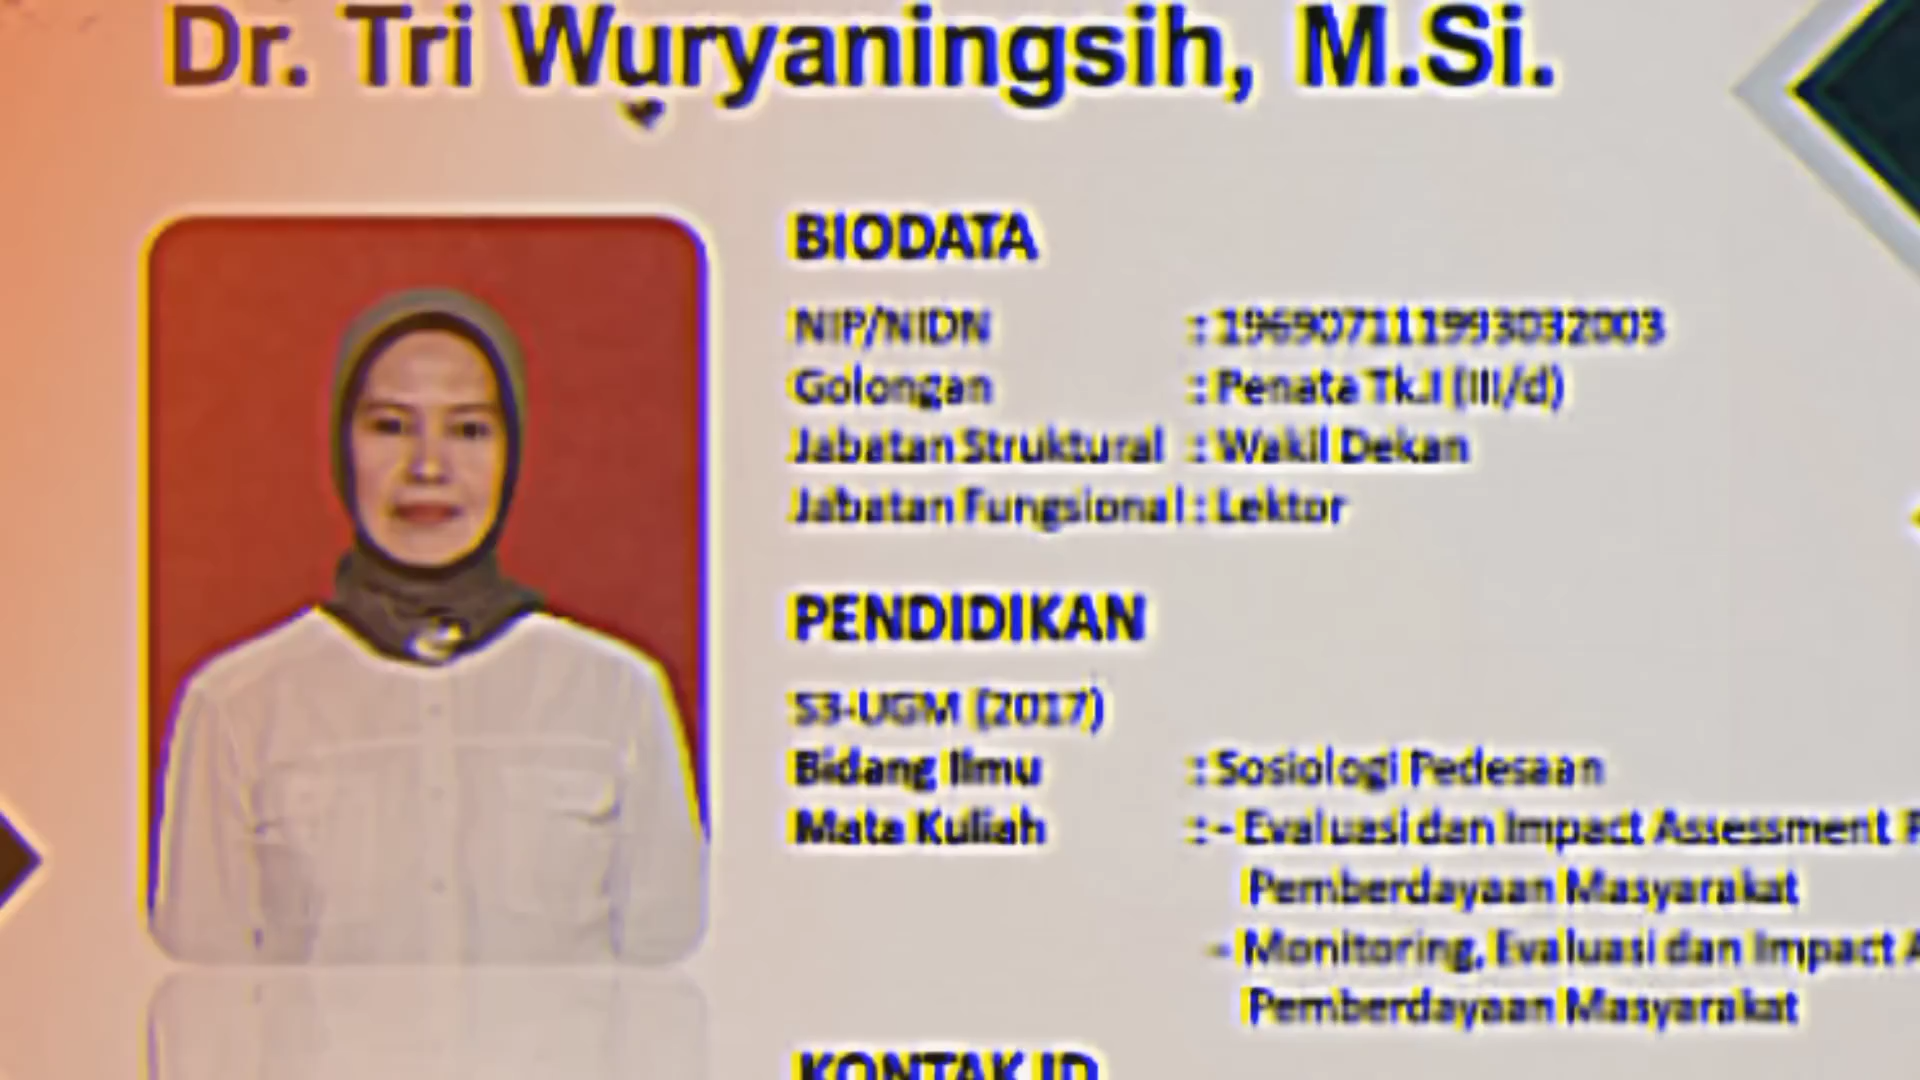 Dr. Tri Wuryaningsih, M.Si.
BIODATA
NIP/NIDN : 196907111993032003
Golongan : Penata Tk.I (III/d)
Jabatan Struktural : Wakil Dekan
Jabatan Fungsional : Lektor
PENDIDIKAN
S3-UGM (2017)
Bidang Ilmu : Sosiologi Pedesaan
Mata Kuliah : - Evaluasi dan Impact Assessment
Pemberdayaan Masyarakat
- Monitoring, Evaluasi dan Impact
Pemberdayaan Masyarakat
KONTAK ID